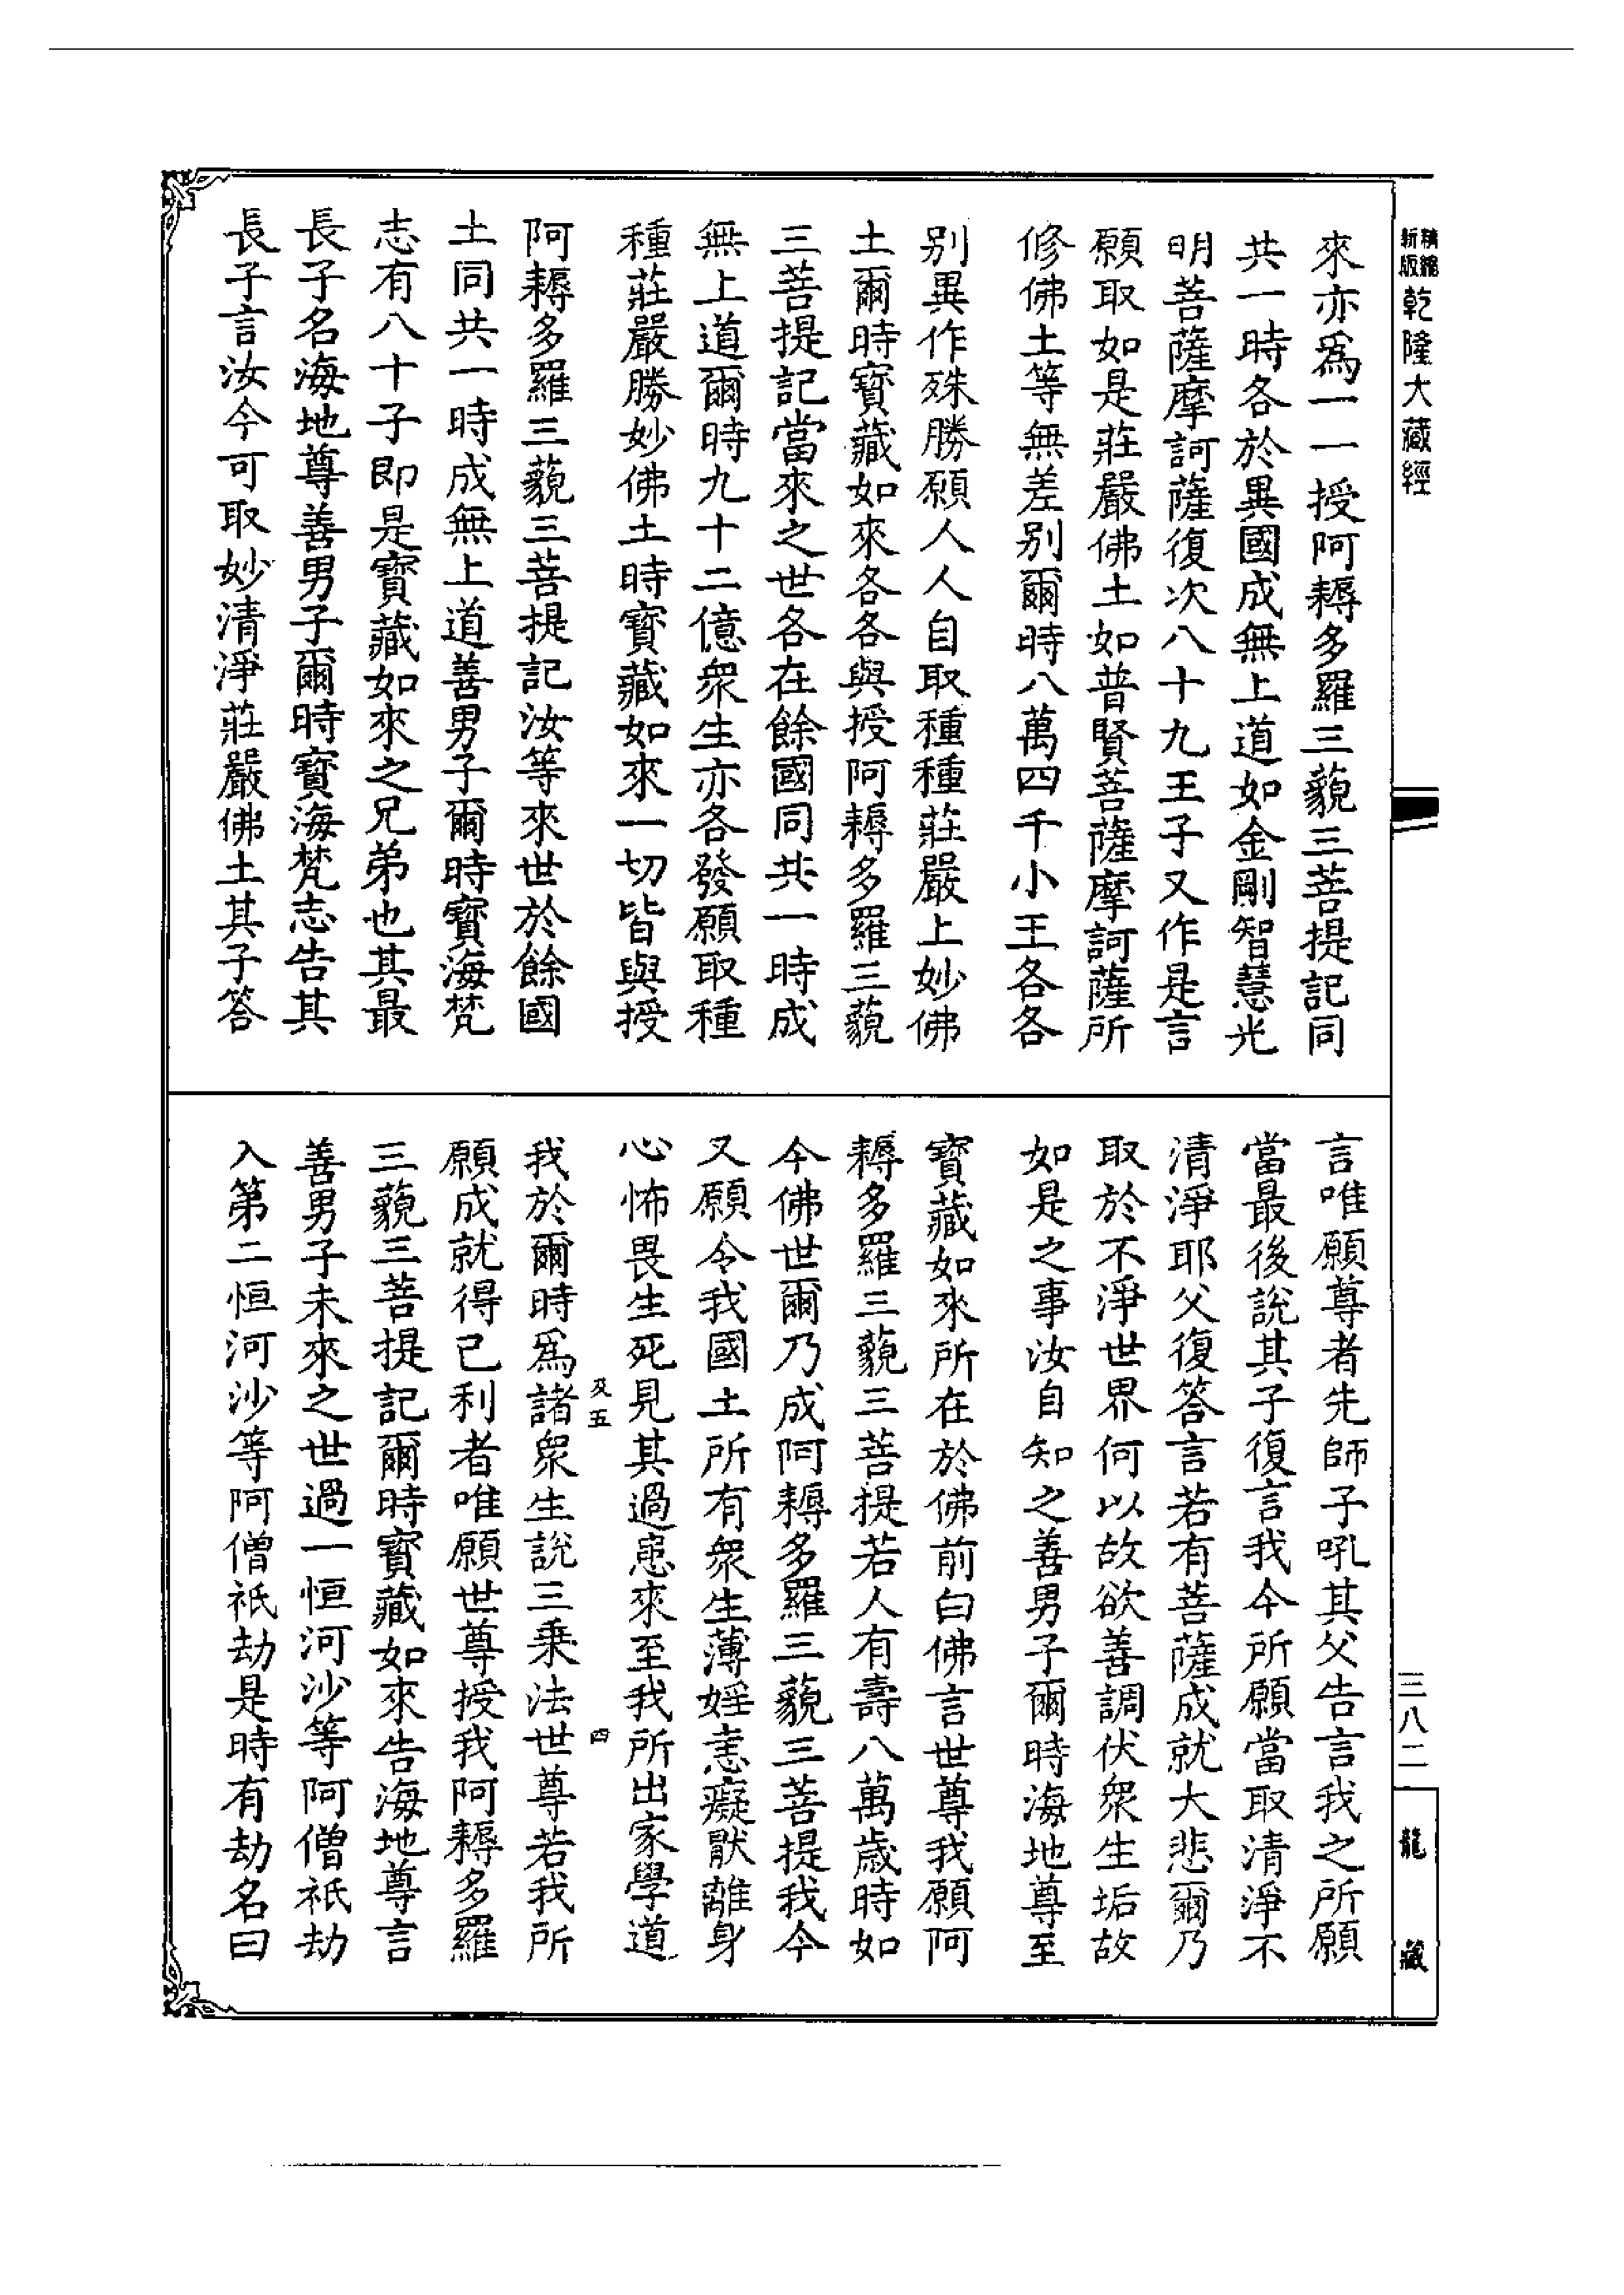 精縮新版乾隆大藏經
來亦爲一一授阿耨多羅三藐三菩提記同
共一時各於異國成無上道如金剛智慧光
明菩薩摩訶薩復次八十九王子又作是言
願取如是莊嚴佛土如普賢菩薩摩訶薩所
修佛土等無差别爾時八萬四千小王各各
别異作殊勝願人人自取種種莊嚴上妙佛
土爾時寶藏如來各各與授阿耨多羅三藐
三菩提記當來之世各在餘國同共一時成
無上道爾時九十二億衆生亦各發願取種
種莊嚴勝妙佛土時寶藏如來一切皆與授
阿耨多羅三藐三菩提記汝等來世於餘國
土同共一時成無上道善男子爾時寶海梵
志有八十子即是寶藏如來之兄弟也其最
長子名海地尊善男子爾時寶海梵志告其
長子言汝今可取妙清淨莊嚴佛土其子答
言唯願尊者先師子吼其父告言我之所願
當最後說其子復言我今所願當取清淨不
清淨耶父復答言若有菩薩成就大悲爾乃
取於不淨世界何以故欲善調伏衆生垢故
如是之事汝自知之善男子爾時海地尊至
寶藏如來所在於佛前白佛言世尊我願阿
耨多羅三藐三菩提若人有壽八萬歲時如
今佛世爾乃成阿耨多羅三藐三菩提我今
又願令我國土所有衆生薄婬恚癡猒離身
心怖畏生死見其過患來至我所出家學道
及五 四
我於爾時爲諸衆生說三乘法世尊若我所
願成就得己利者唯願世尊授我阿耨多羅
三藐三菩提記爾時寶藏如來告海地尊言
善男子未來之世過一恒河沙等阿僧祇劫
入第二恒河沙等阿僧祇劫是時有劫名曰
三八二
龍藏